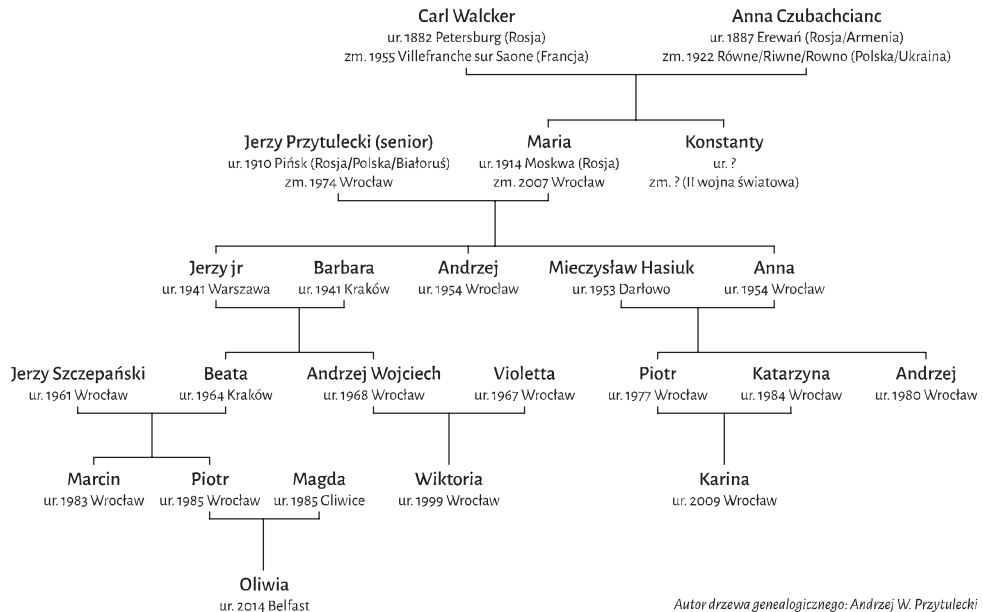 Carl Walcker
ur. 1882 Petersburg (Rosja)
zm. 1955 Villefranche sur Saone (Francja)
Anna Czubachcianc
ur. 1887 Erewań (Rosja/Armenia)
zm. 1922 Równe/Riwne/Rowno (Polska/Ukraina)
Jerzy Przytulecki (senior)
ur. 1910 Pińsk (Rosja/Polska/Białoruś)
zm. 1974 Wrocław
Maria
ur. 1914 Moskwa (Rosja)
zm. 2007 Wrocław
Konstanty
ur. ?
zm. ? (II wojna światowa)
Jerzy jr
ur. 1941 Warszawa
Barbara
ur. 1941 Kraków
Andrzej
ur. 1954 Wrocław
Mieczysław Hasiuk
ur. 1953 Darłowo
Anna
ur. 1954 Wrocław
Jerzy Szczepański
ur. 1961 Wrocław
Beata
ur. 1964 Kraków
Andrzej Wojciech
ur. 1968 Wrocław
Violetta
ur. 1967 Wrocław
Piotr
ur. 1977 Wrocław
Katarzyna
ur. 1984 Wrocław
Andrzej
ur. 1980 Wrocław
Marcin
ur. 1983 Wrocław
Piotr
ur. 1985 Wrocław
Magda
ur. 1985 Gliwice
Wiktoria
ur. 1999 Wrocław
Karina
ur. 2009 Wrocław
Oliwia
ur. 2014 Belfast
Autor drzewa genealogicznego: Andrzej W. Przytulecki